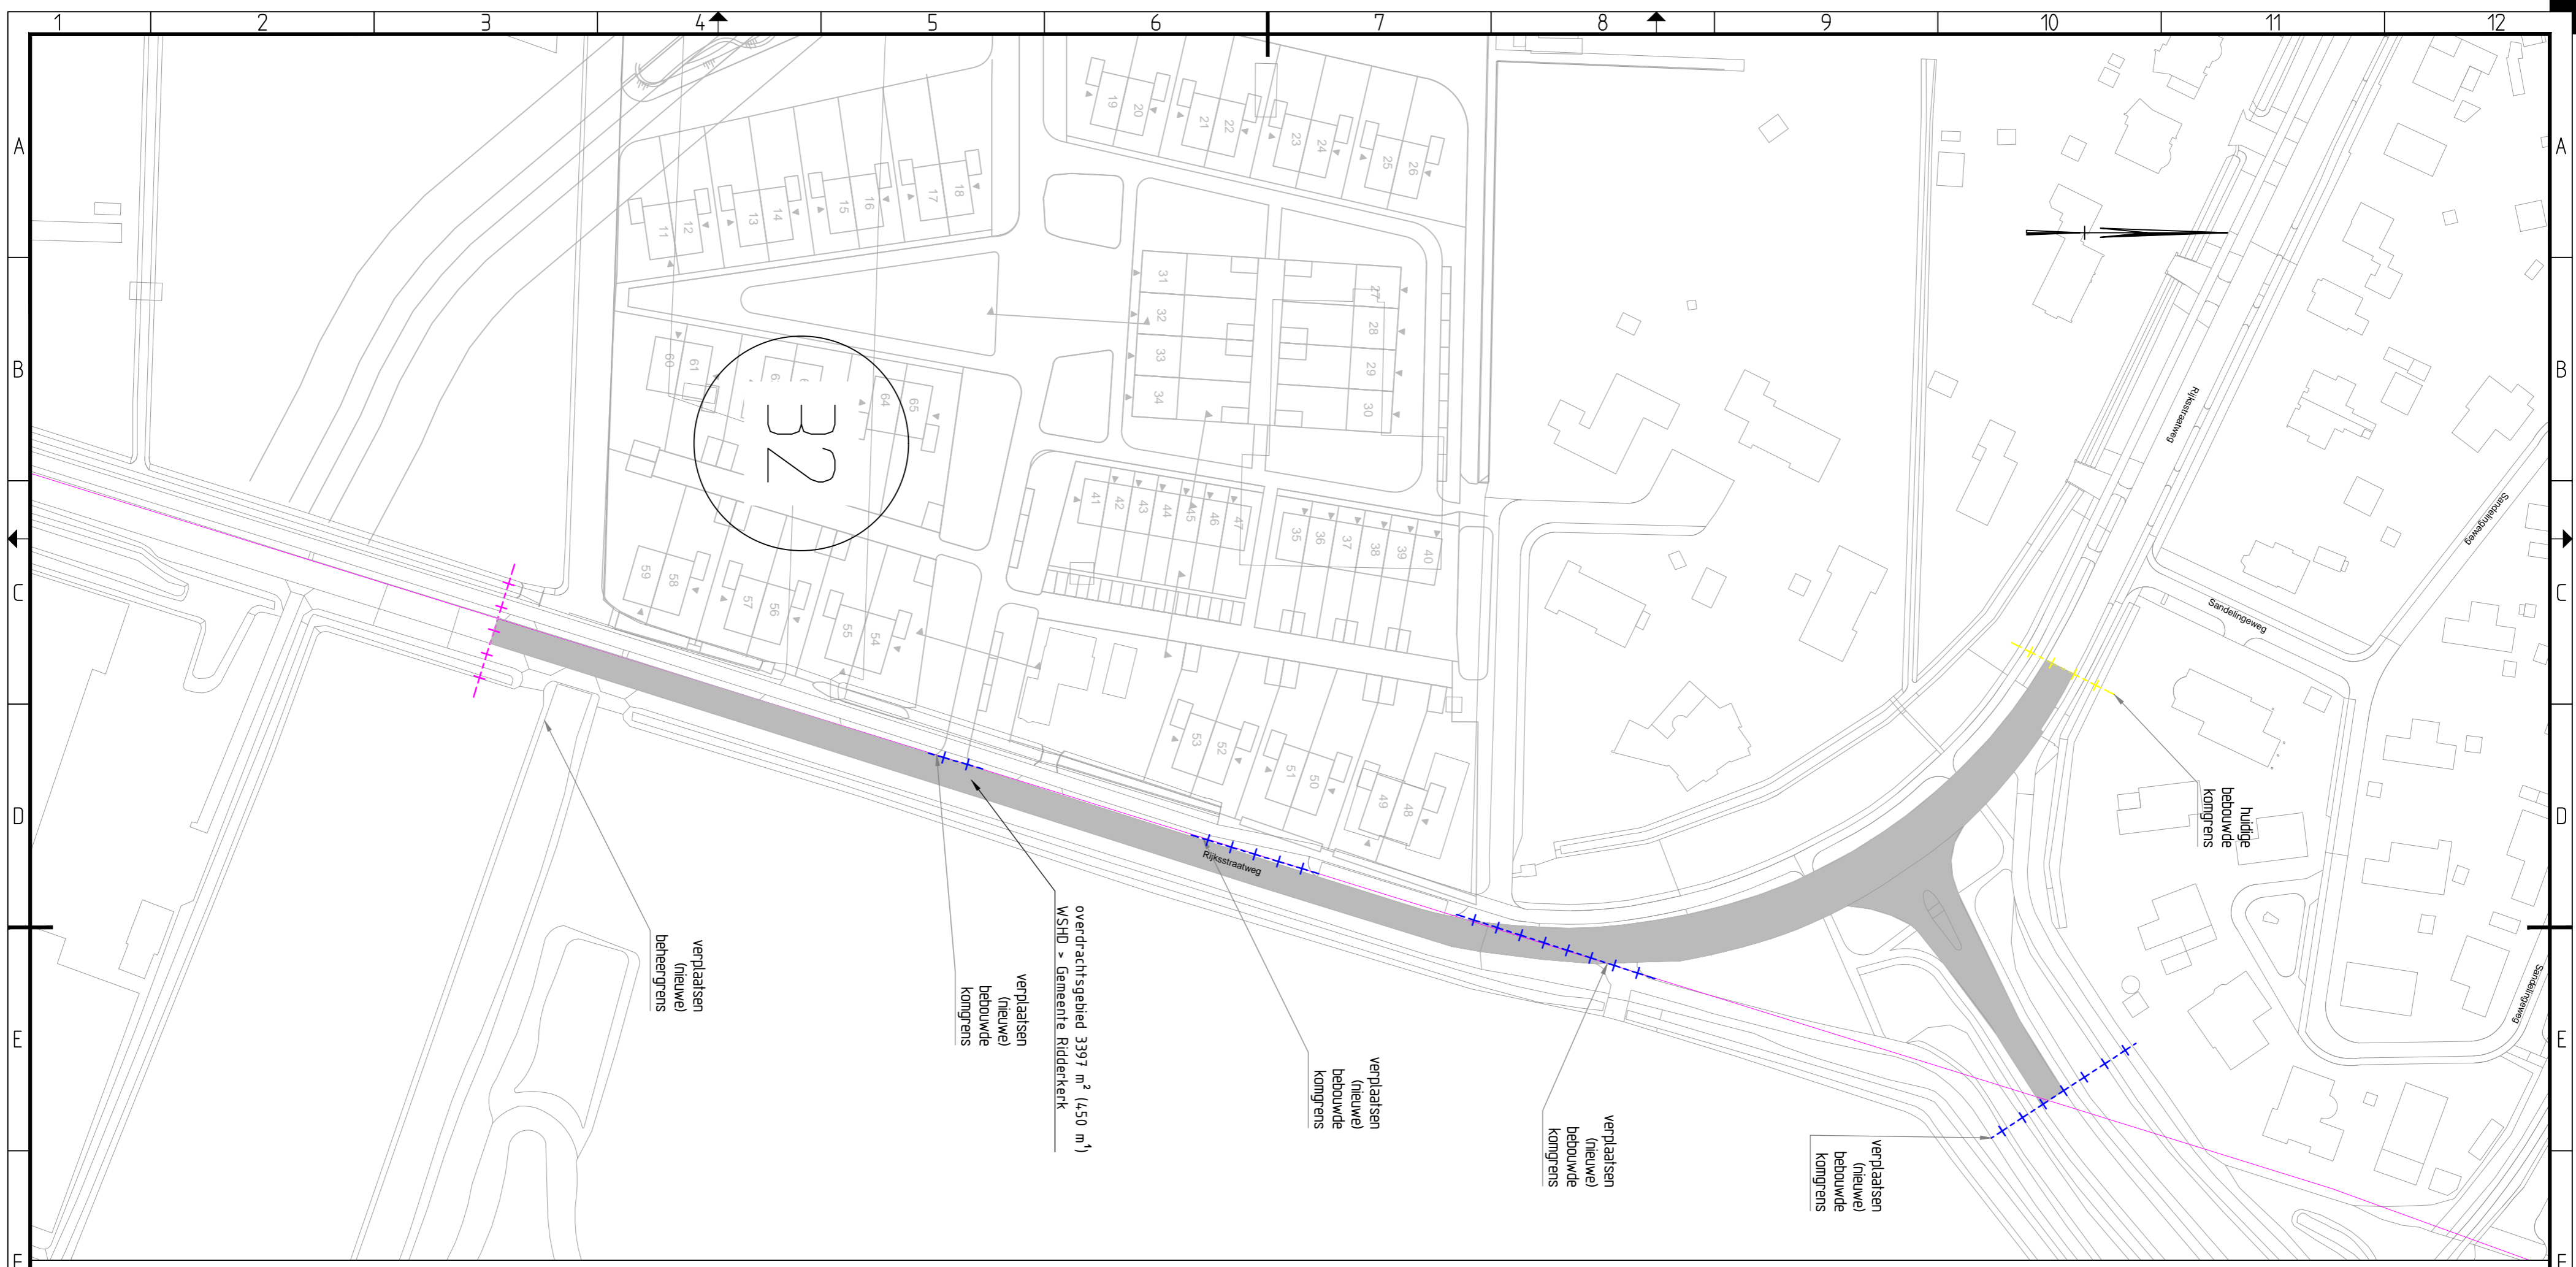 1 2 3 4 5 6 7 8 9 10 11 12
A
B
C
D
E
F
A
B
C
D
E
F
19
20
21
22
23
24
25
26
11
12
13
14
15
16
17
18
31
32
33
34
27
28
29
30
60
61
64
65
B2
41
42
43
44
45
46
47
35
36
37
38
39
40
59
58
57
56
55
54
53
52
51
50
49
48
Rijksstraatweg
Sandelingeweg
Sandelingeweg
Sandelingeweg
Rijksstraatweg
huidige
bebouwde
komgrens
verplaatsen
(nieuwe)
beheergrens
verplaatsen
(nieuwe)
bebouwde
komgrens
overdrachtsgebied 3397 m² (450 m¹)
WSHD > Gemeente Ridderkerk
verplaatsen
(nieuwe)
bebouwde
komgrens
verplaatsen
(nieuwe)
bebouwde
komgrens
verplaatsen
(nieuwe)
bebouwde
komgrens